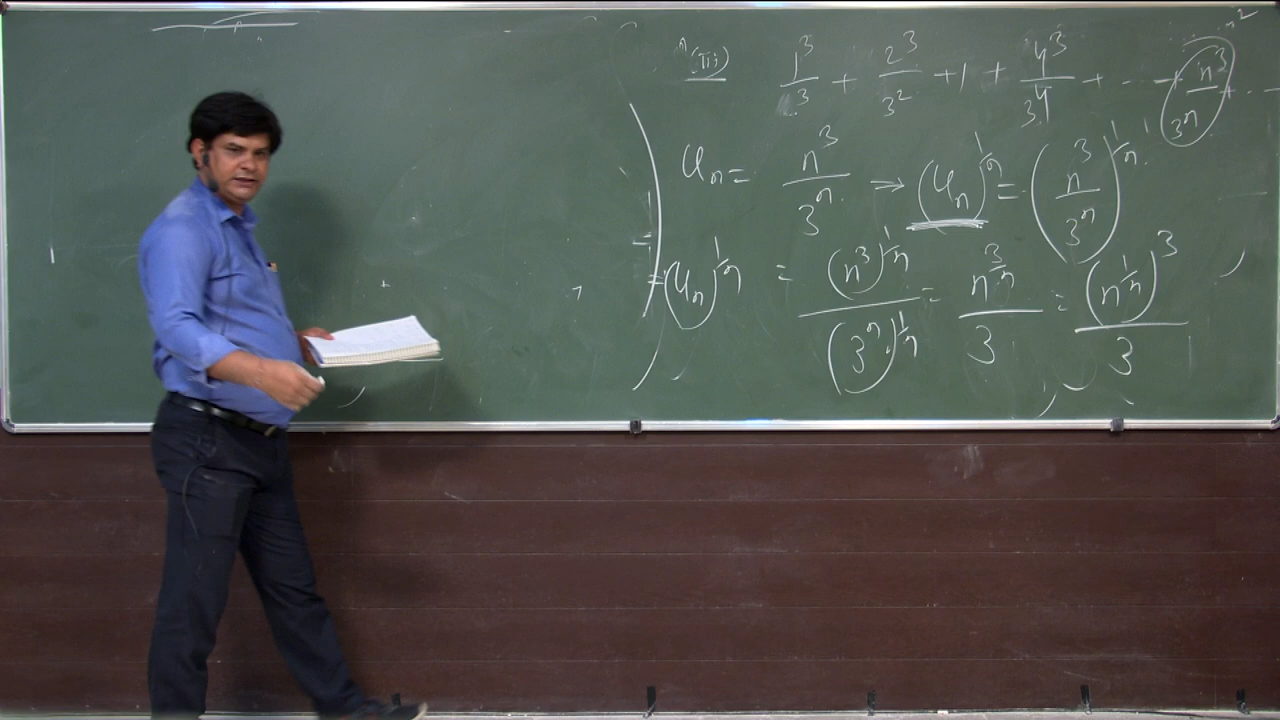 (iii) 1³/3 + 2³/3² + 1 + 4³/3⁴ + ... + n³/3ⁿ + ...
uₙ = n³/3ⁿ → (uₙ)^(1/n) = (n³/3ⁿ)^(1/n)
= (uₙ)^(1/n) = (n³)^(1/n)/(3ⁿ)^(1/n) = n^(3/n)/3 = (n^(1/n))³/3